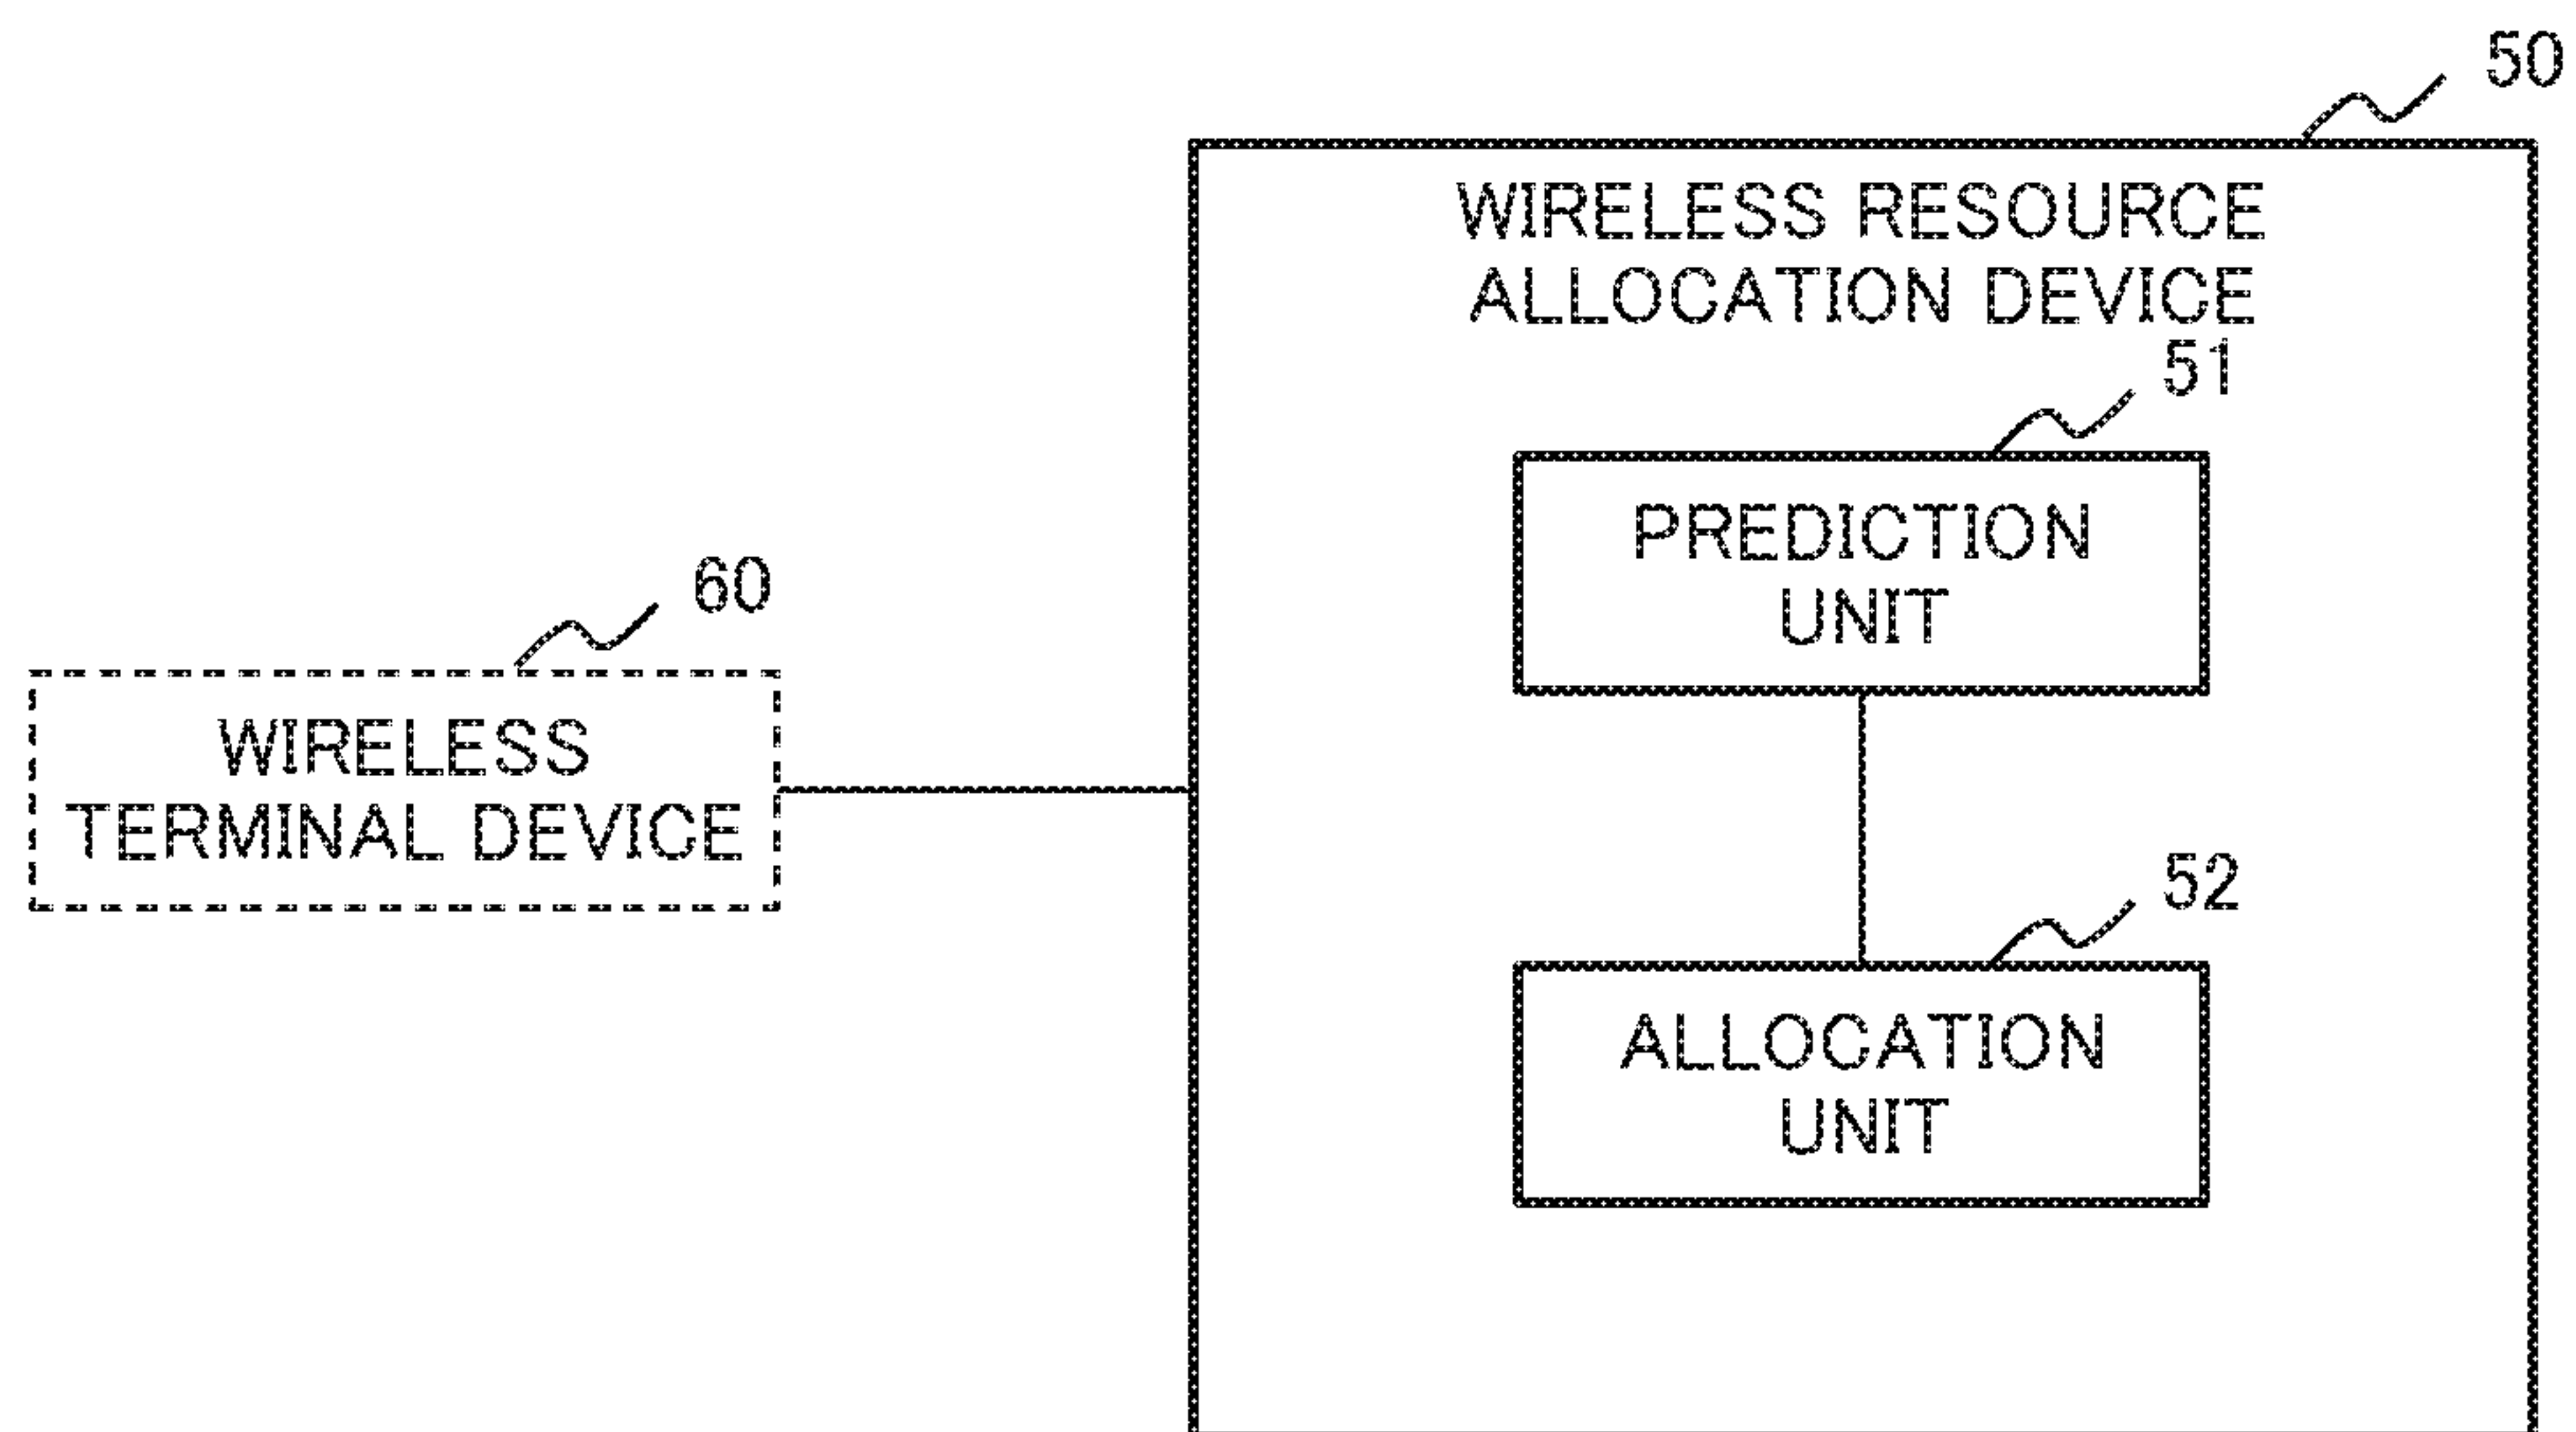 50
WIRELESS RESOURCE
ALLOCATION DEVICE
51
PREDICTION
UNIT
60
WIRELESS
TERMINAL DEVICE
52
ALLOCATION
UNIT